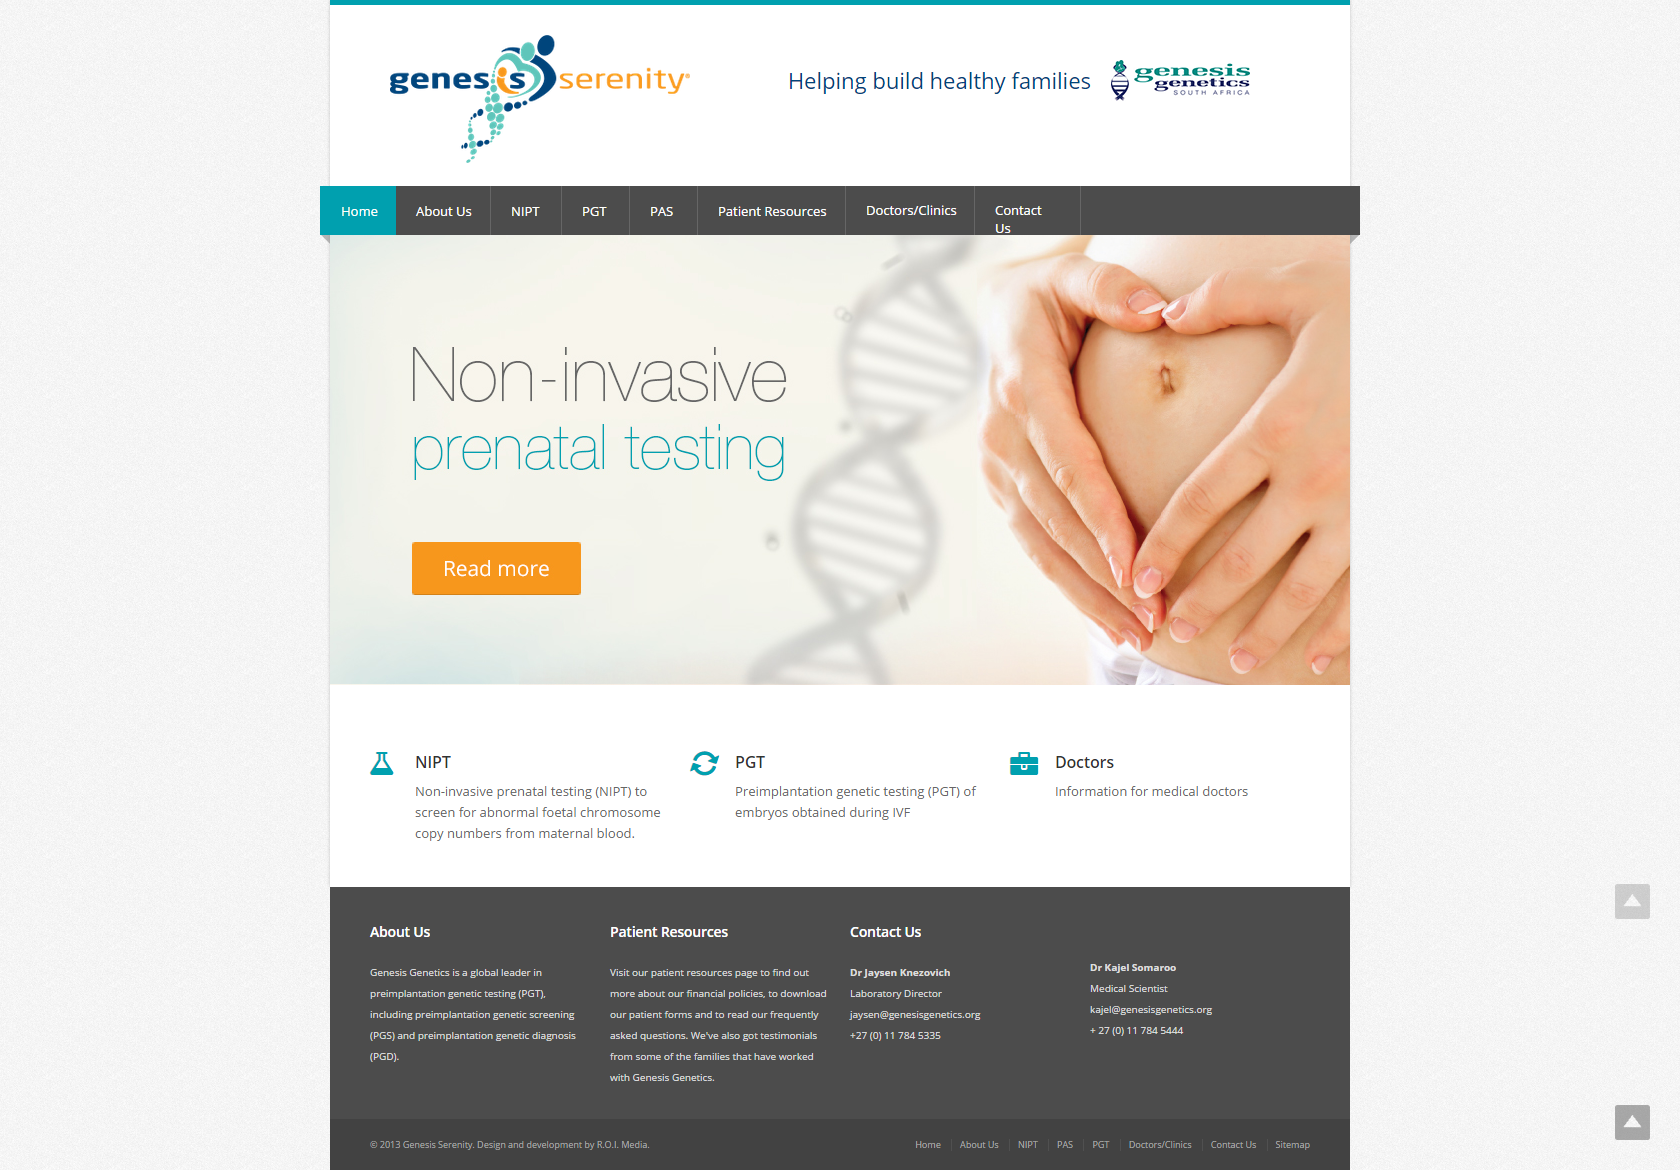 genesis serenity
Helping build healthy families
genesis
genetics
SOUTH AFRICA
Home
About Us
NIPT
PGT
PAS
Patient Resources
Doctors/Clinics
Contact
Us
Non-invasive
prenatal testing
Read more
NIPT
Non-invasive prenatal testing (NIPT) to
screen for abnormal foetal chromosome
copy numbers from maternal blood.
PGT
Preimplantation genetic testing (PGT) of
embryos obtained during IVF
Doctors
Information for medical doctors
About Us
Genesis Genetics is a global leader in
preimplantation genetic testing (PGT),
including preimplantation genetic screening
(PGS) and preimplantation genetic diagnosis
(PGD).
Patient Resources
Visit our patient resources page to find out
more about our financial policies, to download
our patient forms and to read our frequently
asked questions. We've also got testimonials
from some of the families that have worked
with Genesis Genetics.
Contact Us
Dr Jaysen Knezovich
Laboratory Director
jaysen@genesisgenetics.org
+27 (0) 11 784 5335
Dr Kajel Somaroo
Medical Scientist
kajel@genesisgenetics.org
+ 27 (0) 11 784 5444
© 2013 Genesis Serenity. Design and development by R.O.I. Media.
Home
About Us
NIPT
PAS
PGT
Doctors/Clinics
Contact Us
Sitemap